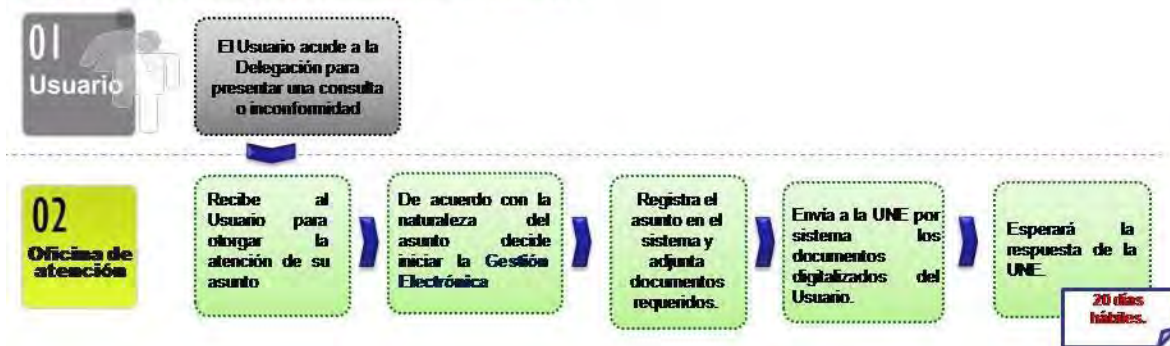 01
Usuario
El Usuario acude a la
Delegación para
presentar una consulta
o inconformidad
02
Oficina de
atención
Recibe al
Usuario para
otorgar la
atención de su
asunto
De acuerdo con la
naturaleza del
asunto decide
iniciar la Gestión
Electrónica
Registra el
asunto en el
sistema y
adjunta
documentos
requeridos.
Envía a la UNE por
sistema los
documentos
digitalizados del
Usuario.
Esperará la
respuesta de la
UNE.
20 días
hábiles.